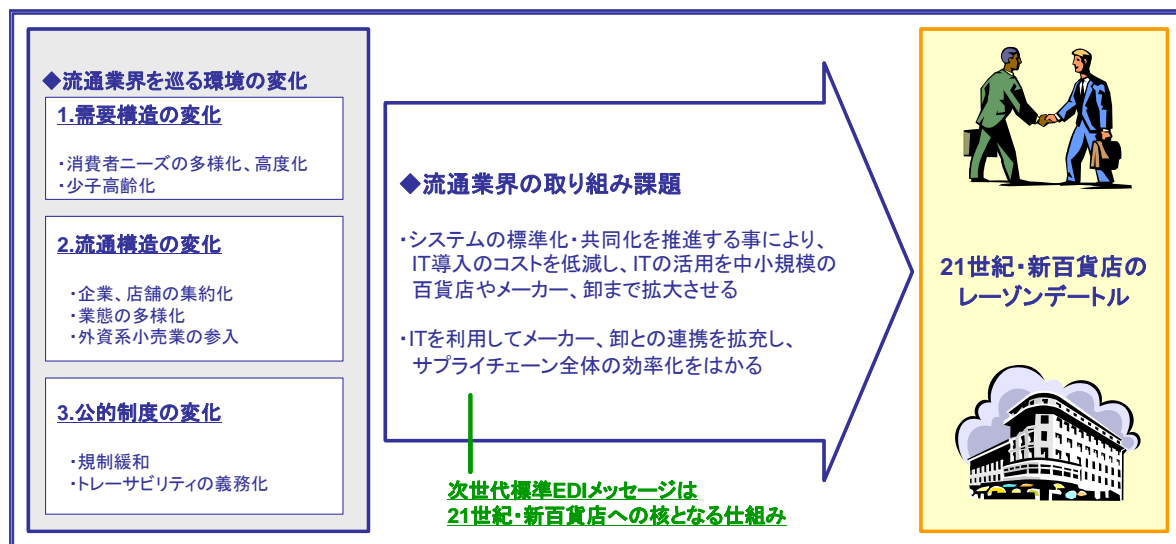 ◆流通業界を巡る環境の変化
1.需要構造の変化
・消費者ニーズの多様化、高度化
・少子高齢化
2.流通構造の変化
・企業、店舗の集約化
・業態の多様化
・外資系小売業の参入
3.公的制度の変化
・規制緩和
・トレーサビリティの義務化
◆流通業界の取り組み課題
・システムの標準化・共同化を推進する事により、
IT導入のコストを低減し、ITの活用を中小規模の
百貨店やメーカー、卸まで拡大させる
・ITを利用してメーカー、卸との連携を拡充し、
サプライチェーン全体の効率化をはかる
次世代標準EDIメッセージは
21世紀・新百貨店への核となる仕組み
21世紀・新百貨店の
レーゾンデートル